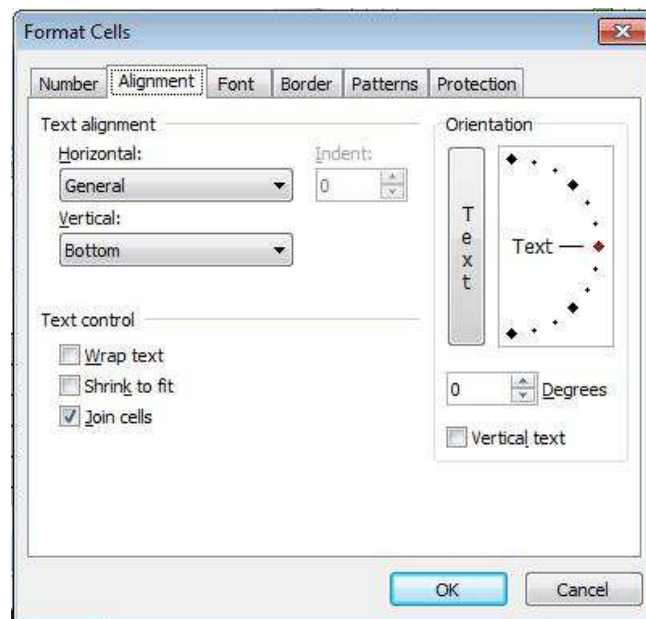 Format Cells
Number Alignment Font Border Patterns Protection
Text alignment
Horizontal:
General
Indent:
0
Vertical:
Bottom
Text control
Wrap text
Shrink to fit
Join cells
Orientation
Text
Text
0 Degrees
Vertical text
OK Cancel